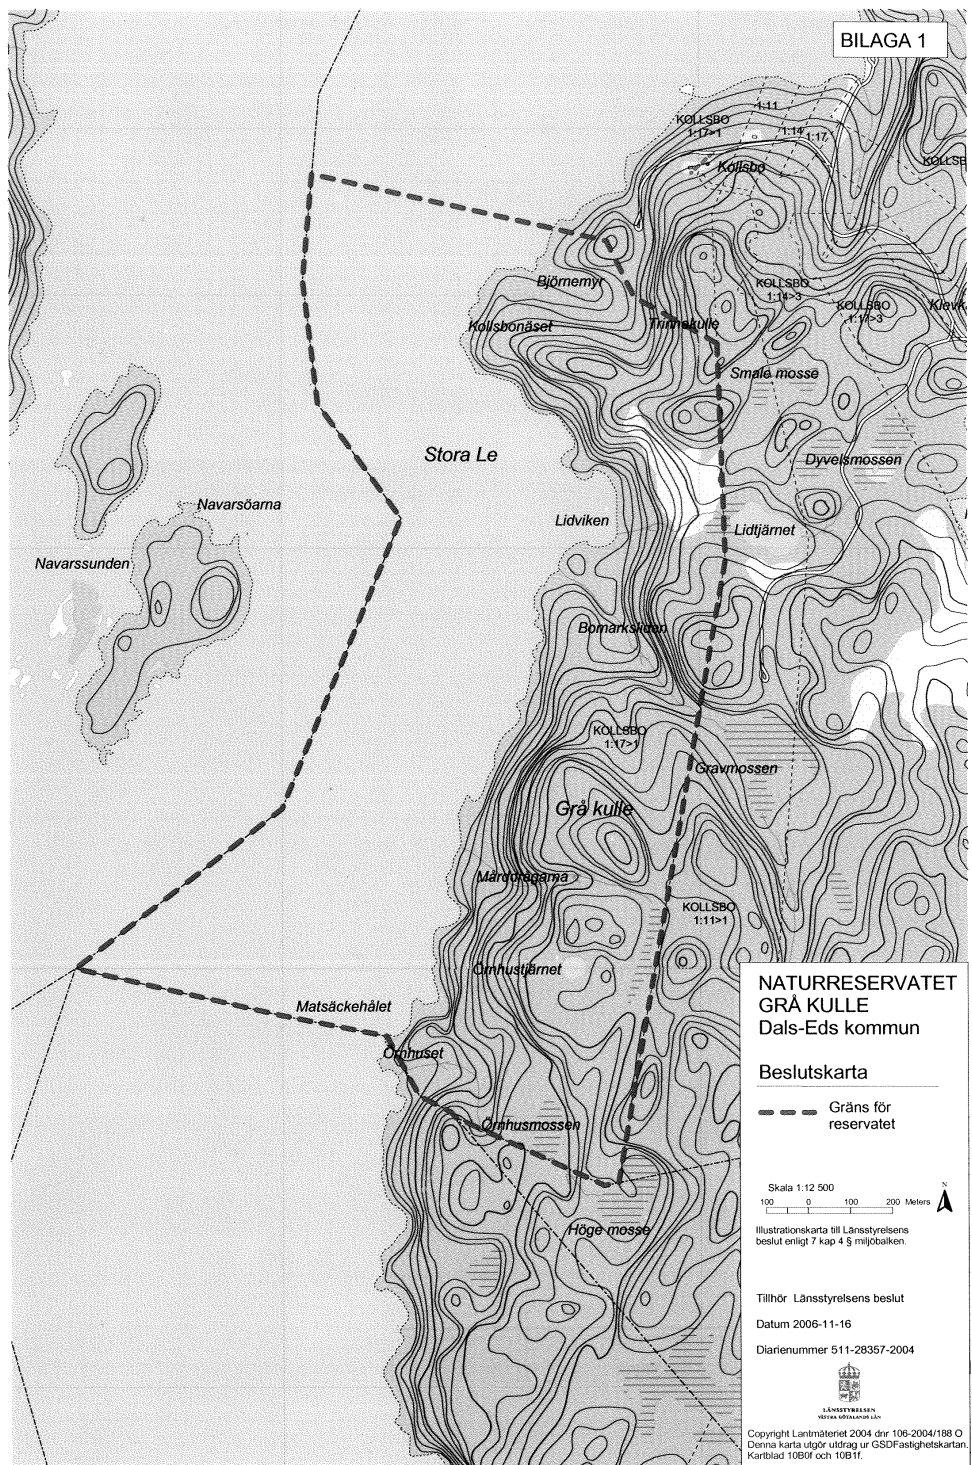 BILAGA 1
1:11
KOLLSBO
1:17>1
1:14
1:17
Kollsbo
KOLLSB
Björnemyr
KOLLSBO
1:14>3
KOLLSBO
1:17>3
Klevk
Kollsbonäset
Trinnekulle
Smale mosse
Stora Le
Dyvelsmossen
Navarsöarna
Lidviken
Lidtjärnet
Navarssunden
Bomarksliden
KOLLSBO
1:17>1
Gravmossen
Grå kulle
Mårddragarna
KOLLSBO
1:11>1
Örnhustjärnet
Matsäckehålet
Örnhuset
Örnhusmossen
Höge mosse
NATURRESERVATET
GRÅ KULLE
Dals-Eds kommun
Beslutskarta
Gräns för
reservatet
Skala 1:12 500
100 0 100 200 Meters
N
Illustrationskarta till Länsstyrelsens
beslut enligt 7 kap 4 § miljöbalken.
Tillhör Länsstyrelsens beslut
Datum 2006-11-16
Diarienummer 511-28357-2004
LÄNSSTYRELSEN
VÄSTRA GÖTALANDS LÄN
Copyright Lantmäteriet 2004 dnr 106-2004/188 O
Denna karta utgör utdrag ur GSDFastighetskartan.
Kartblad 10B0f och 10B1f.